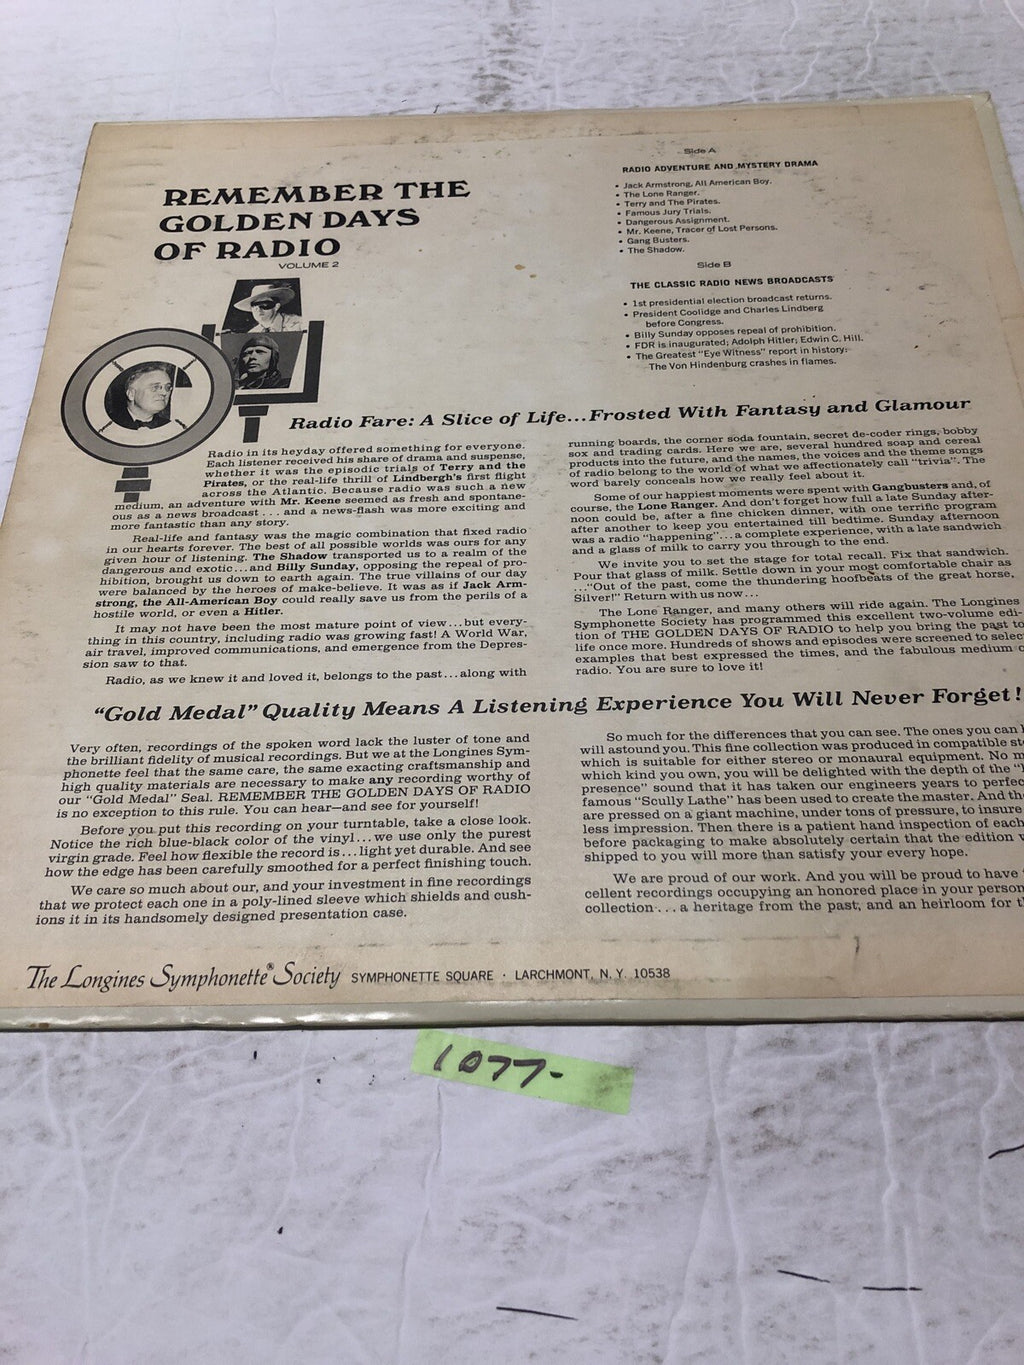 REMEMBER THE
GOLDEN DAYS
OF RADIO
VOLUME 2
Side A
RADIO ADVENTURE AND MYSTERY DRAMA
• Jack Armstrong, All American Boy.
• The Lone Ranger.
• Terry and The Pirates.
• Famous Jury Trials.
• Dangerous Assignment.
• Mr. Keene, Tracer of Lost Persons.
• Gang Busters.
• The Shadow.
Side B
THE CLASSIC RADIO NEWS BROADCASTS
• 1st presidential election broadcast returns.
• President Coolidge and Charles Lindberg
before Congress.
• Billy Sunday opposes repeal of prohibition.
• FDR is inaugurated; Adolph Hitler; Edwin C. Hill.
• The Greatest "Eye Witness" report in history:
The Von Hindenburg crashes in flames.
Radio Fare: A Slice of Life...Frosted With Fantasy and Glamour
Radio in its heyday offered something for everyone.
Each listener received his share of drama and suspense,
whether it was the episodic trials of Terry and the
Pirates, or the real-life thrill of Lindbergh's first flight
across the Atlantic. Because radio was such a new
medium, an adventure with Mr. Keene seemed as fresh and spontane-
ous as a news broadcast... and a news-flash was more exciting and
more fantastic than any story.
Real-life and fantasy was the magic combination that fixed radio
in our hearts forever. The best of all possible worlds was ours for any
given hour of listening. The Shadow transported us to a realm of the
dangerous and exotic...and Billy Sunday, opposing the repeal of pro-
hibition, brought us down to earth again. The true villains of our day
were balanced by the heroes of make-believe. It was as if Jack Arm-
strong, the All-American Boy could really save us from the perils of a
hostile world, or even a Hitler.
It may not have been the most mature point of view...but every-
thing in this country, including radio was growing fast! A World War,
air travel, improved communications, and emergence from the Depres-
sion saw to that.
Radio, as we knew it and loved it, belongs to the past...along with
running boards, the corner soda fountain, secret de-coder rings, bobby
sox and trading cards. Here we are, several hundred soap and cereal
products into the future, and the names, the voices and the theme songs
of radio belong to the world of what we affectionately call "trivia". The
word barely conceals how we really feel about it.
Some of our happiest moments were spent with Gangbusters and, of
course, the Lone Ranger. And don't forget how full a late Sunday after-
noon could be, after a fine chicken dinner, with one terrific program
after another to keep you entertained till bedtime. Sunday afternoon
was a radio "happening"...a complete experience, with a late sandwich
and a glass of milk to carry you through to the end.
We invite you to set the stage for total recall. Fix that sandwich.
Pour that glass of milk. Settle down in your most comfortable chair as
..."Out of the past, come the thundering hoofbeats of the great horse,
Silver!" Return with us now...
The Lone Ranger, and many others will ride again. The Longines
Symphonette Society has programmed this excellent two-volume edi-
tion of THE GOLDEN DAYS OF RADIO to help you bring the past to
life once more. Hundreds of shows and episodes were screened to select
examples that best expressed the times, and the fabulous medium
radio. You are sure to love it!
"Gold Medal" Quality Means A Listening Experience You Will Never Forget!
Very often, recordings of the spoken word lack the luster of tone and
the brilliant fidelity of musical recordings. But we at the Longines Sym-
phonette feel that the same care, the same exacting craftsmanship and
high quality materials are necessary to make any recording worthy of
our "Gold Medal" Seal. REMEMBER THE GOLDEN DAYS OF RADIO
is no exception to this rule. You can hear—and see for yourself!
Before you put this recording on your turntable, take a close look.
Notice the rich blue-black color of the vinyl...we use only the purest
virgin grade. Feel how flexible the record is...light yet durable. And see
how the edge has been carefully smoothed for a perfect finishing touch.
We care so much about our, and your investment in fine recordings
that we protect each one in a poly-lined sleeve which shields and cush-
ions it in its handsomely designed presentation case.
So much for the differences that you can see. The ones you can
will astound you. This fine collection was produced in compatible
which is suitable for either stereo or monaural equipment. No
which kind you own, you will be delighted with the depth of the
presence" sound that it has taken our engineers years to
famous "Scully Lathe" has been used to create the master. And
are pressed on a giant machine, under tons of pressure, to insure
less impression. Then there is a patient hand inspection of each
before packaging to make absolutely certain that the edition
shipped to you will more than satisfy your every hope.
We are proud of our work. And you will be proud to have
cellent recordings occupying an honored place in your
collection... a heritage from the past, and an heirloom for
The Longines Symphonette® Society SYMPHONETTE SQUARE · LARCHMONT, N. Y. 10538
1077-